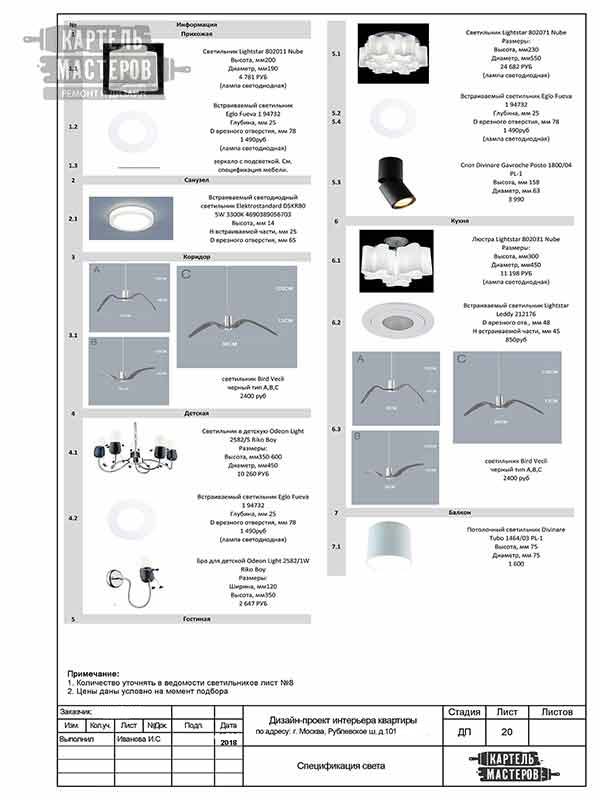 № Информация
1 Прихожая
КАРТЕЛЬ
МАСТЕРОВ
РЕМОНТ И ДИЗАЙН
Светильник Lightstar 802011 Nube
Высота, мм200
Диаметр, мм190
4 781 РУБ
(лампа светодиодная)
1.2
Встраиваемый светильник
Eglo Fueva
1 94732
Глубина, мм 25
D врезного отверстия, мм 78
1 490руб
(лампа светодиодная)
1.3
зеркало с подсветкой. См.
спецификация мебели.
2 Санузел
2.1
Встраиваемый светодиодный
светильник Elektrostandard DSKR80
5W 3300K 4690389056703
Высота, мм 14
H встраиваемой части, мм 25
D врезного отверстия, мм 65
3 Коридор
3.1
A
C
B
светильник Bird Vecli
черный тип A,B,C
2400 руб
4 Детская
4.1
Светильник в детскую Odeon Light
2582/5 Riko Boy
Размеры:
Высота, мм350-600
Диаметр, мм450
10 260 РУБ
4.2
Встраиваемый светильник Eglo Fueva
1 94732
Глубина, мм 25
D врезного отверстия, мм 78
1 490руб
(лампа светодиодная)
Бра для детской Odeon Light 2582/1W
Riko Boy
Размеры:
Ширина, мм120
Высота, мм350
2 647 РУБ
5 Гостиная
5.1
Светильник Lightstar 802071 Nube
Размеры:
Высота, мм230
Диаметр, мм550
24 682 РУБ
(лампа светодиодная)
5.2
5.4
Встраиваемый светильник Eglo Fueva
1 94732
Глубина, мм 25
D врезного отверстия, мм 78
1 490руб
(лампа светодиодная)
5.3
Спот Divinare Gavroche Posto 1800/04
PL-1
Высота, мм 158
Диаметр, мм 63
3 990
6 Кухня
6.1
Люстра Lightstar 802031 Nube
Размеры:
Высота, мм300
Диаметр, мм450
11 198 РУБ
(лампа светодиодная)
6.2
Встраиваемый светильник Lightstar
Leddy 212176
D врезного отв., мм 48
H встраиваемой части, мм 45
850руб
6.3
A
C
B
светильник Bird Vecli
черный тип A,B,C
2400 руб
7 Балкон
7.1
Потолочный светильник Divinare
Tubo 1464/03 PL-1
Высота, мм 75
Диаметр, мм 75
1 600
Примечание:
1. Количество уточнять в ведомости светильников лист №8
2. Цены даны условно на момент подбора
Заказчик:
Изм. Кол.уч. Лист №Док. Подп. Дата
Выполнил Иванова И.С
2018
Дизайн-проект интерьера квартиры
по адресу: г. Москва, Рублевское ш, д.101
Стадия Лист Листов
ДП 20
Спецификация света
КАРТЕЛЬ
МАСТЕРОВ